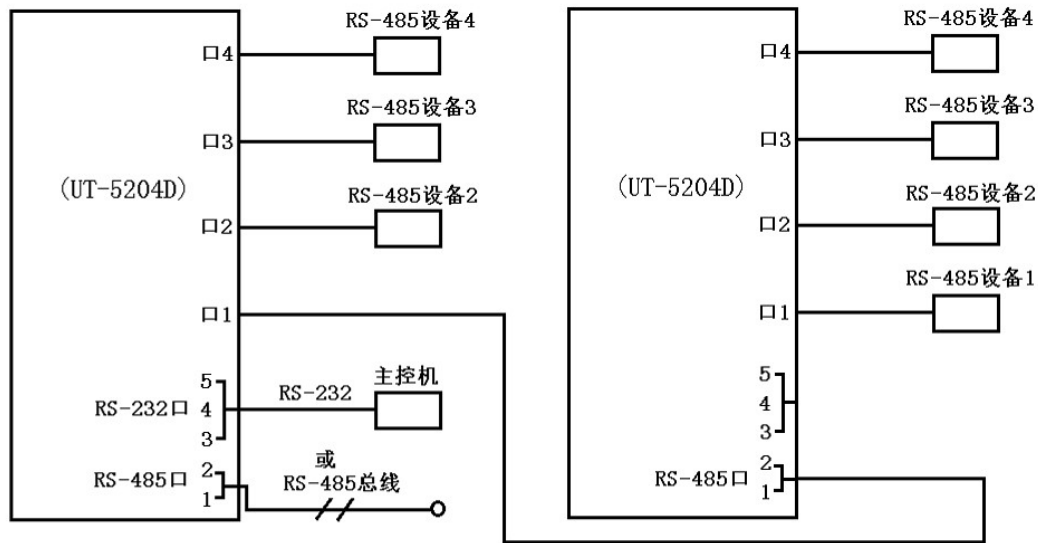 RS-485设备4
口4
RS-485设备3
口3
(UT-5204D)
RS-485设备2
口2
口1
主控机
5
RS-232口 4
3
RS-232
RS-485口 2
1
或
RS-485总线
RS-485设备4
口4
RS-485设备3
口3
(UT-5204D)
RS-485设备2
口2
RS-485设备1
口1
5
4
3
RS-485口 2
1